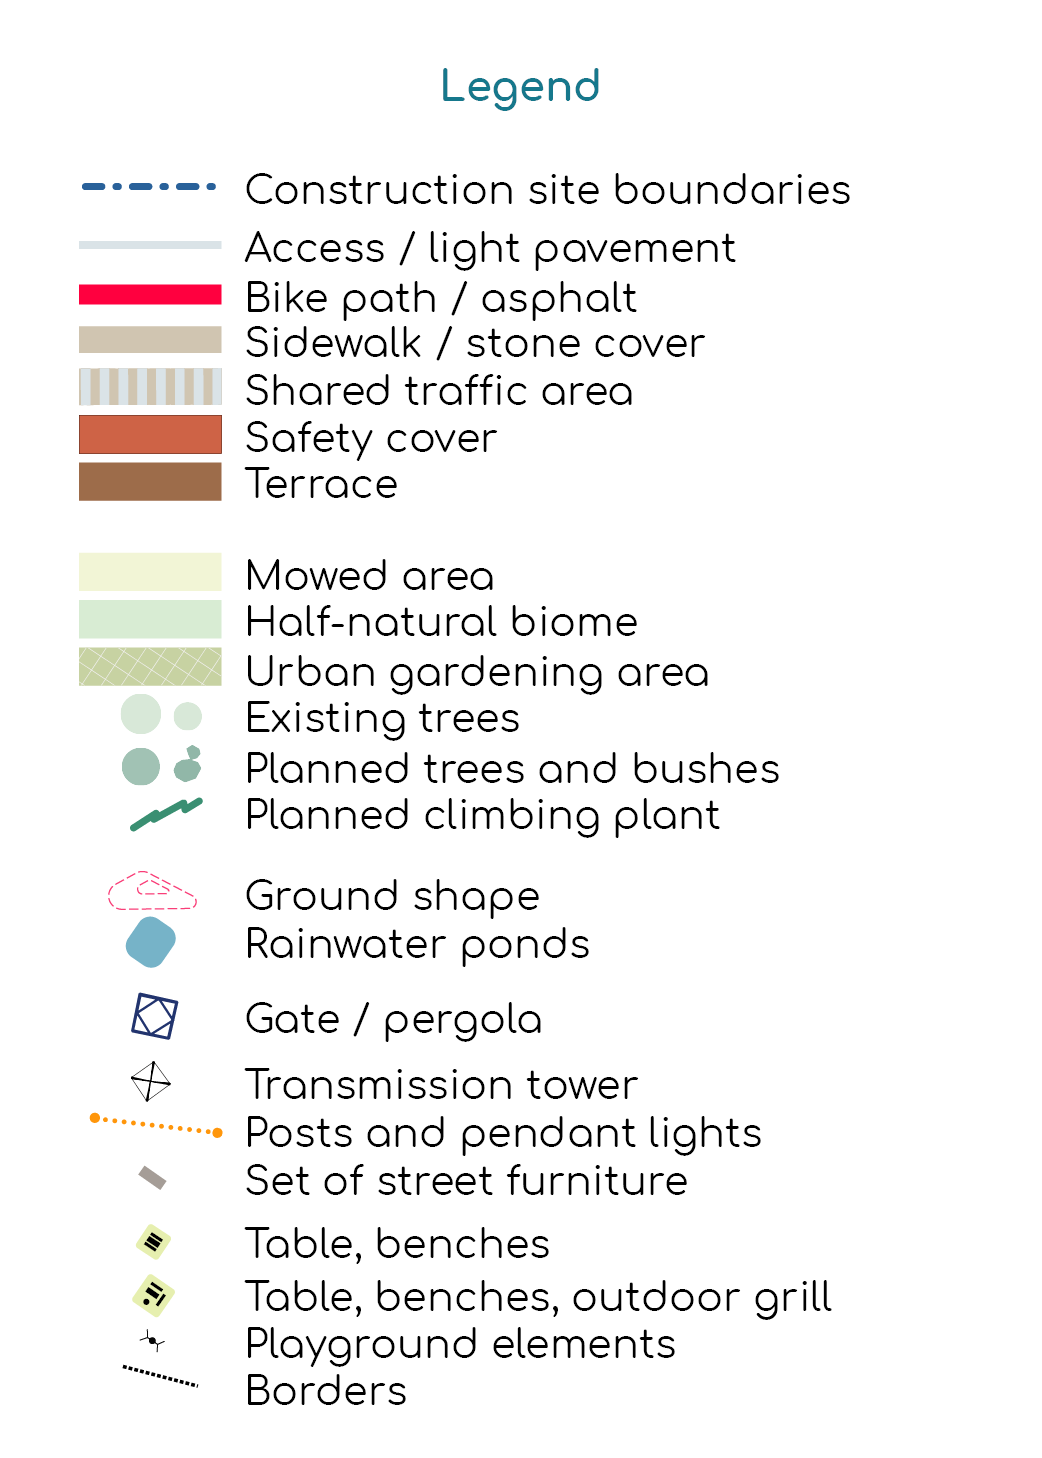 Legend
Construction site boundaries
Access / light pavement
Bike path / asphalt
Sidewalk / stone cover
Shared traffic area
Safety cover
Terrace
Mowed area
Half-natural biome
Urban gardening area
Existing trees
Planned trees and bushes
Planned climbing plant
Ground shape
Rainwater ponds
Gate / pergola
Transmission tower
Posts and pendant lights
Set of street furniture
Table, benches
Table, benches, outdoor grill
Playground elements
Borders